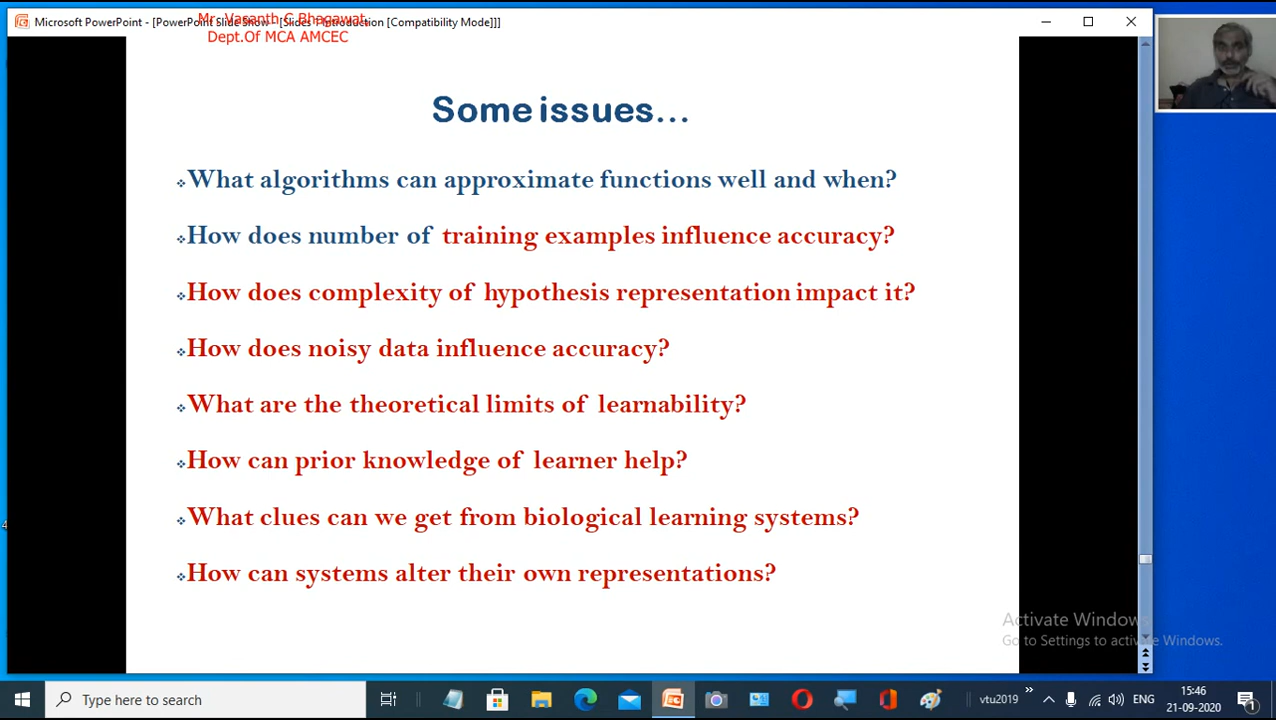 Microsoft PowerPoint - [PowerPoint Slide Show - [Slides 1 Introduction [Compatibility Mode]]]
Mr. Vasanth C Bhagawat,
Dept.Of MCA AMCEC
Some issues...
What algorithms can approximate functions well and when?
How does number of training examples influence accuracy?
How does complexity of hypothesis representation impact it?
How does noisy data influence accuracy?
What are the theoretical limits of learnability?
How can prior knowledge of learner help?
What clues can we get from biological learning systems?
How can systems alter their own representations?
Activate Windows
Go to Settings to activate Windows.
Type here to search
vtu2019
ENG
15:46
21-09-2020